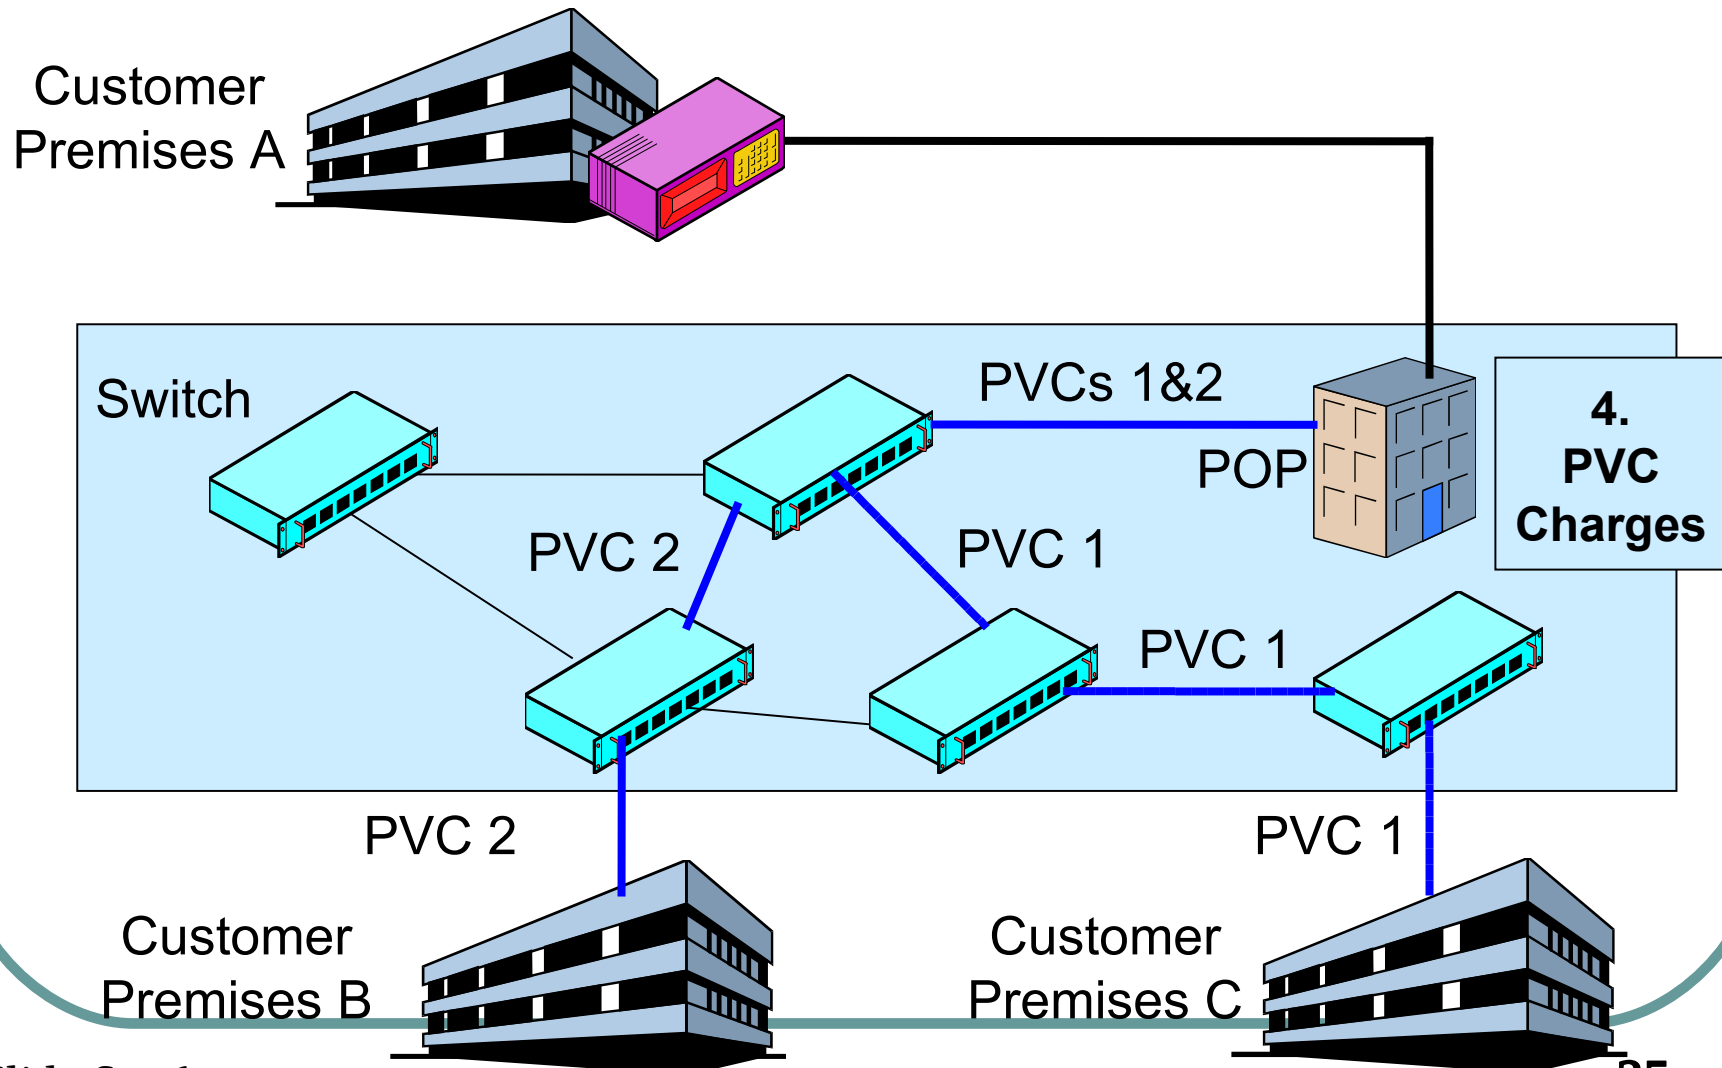 Customer
Premises A
Switch
PVCs 1&2
POP
4.
PVC
Charges
PVC 2
PVC 1
PVC 1
PVC 2
PVC 1
Customer
Premises B
Customer
Premises C